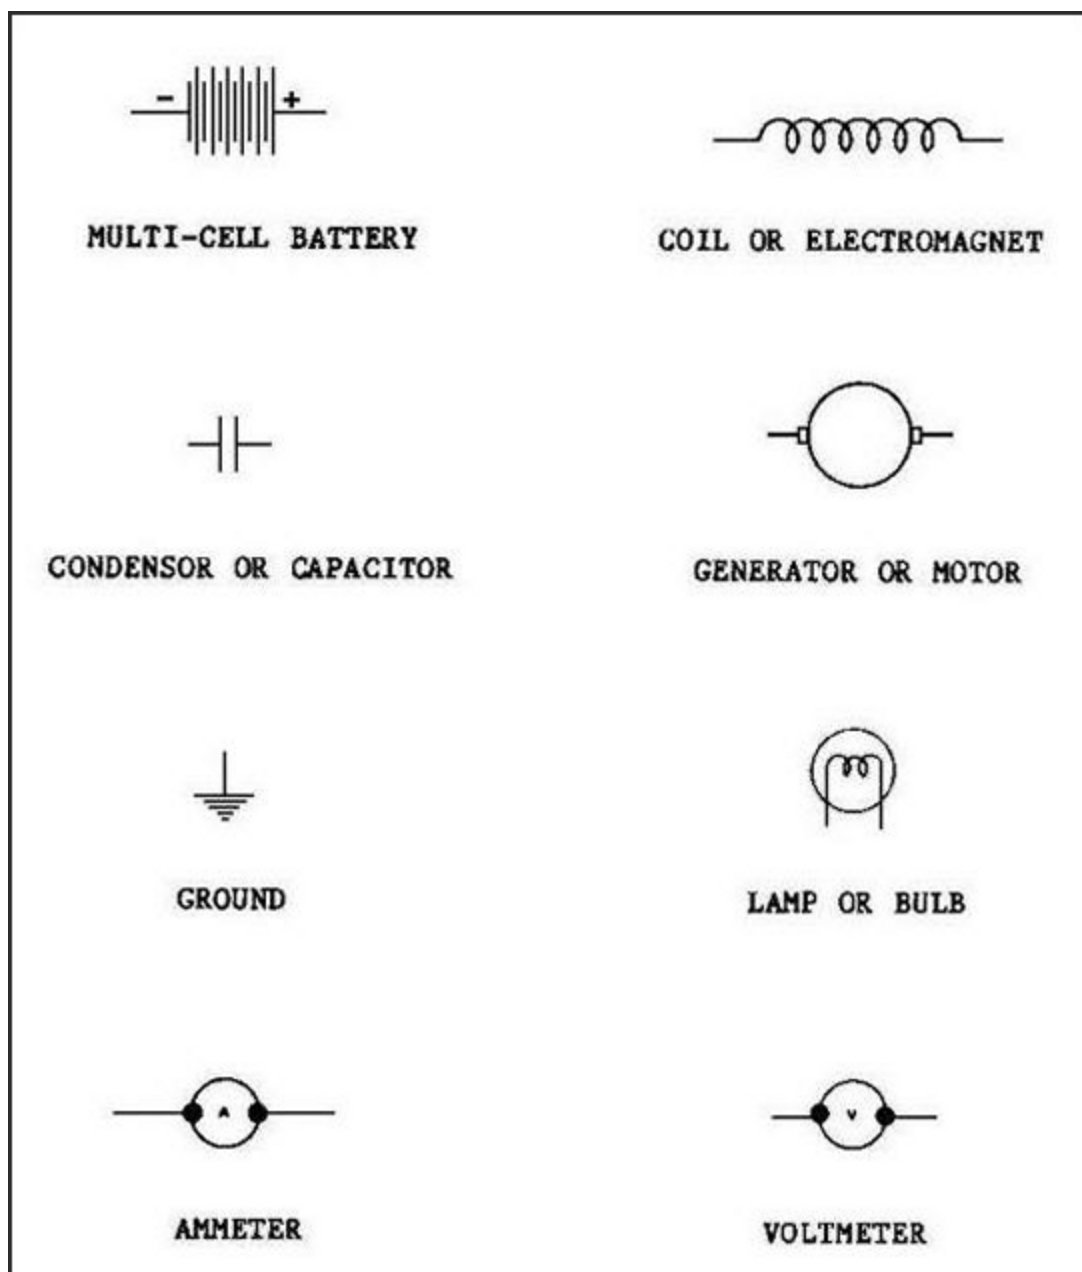 - +
MULTI-CELL BATTERY
COIL OR ELECTROMAGNET
CONDENSOR OR CAPACITOR
GENERATOR OR MOTOR
GROUND
LAMP OR BULB
A
V
AMMETER
VOLTMETER